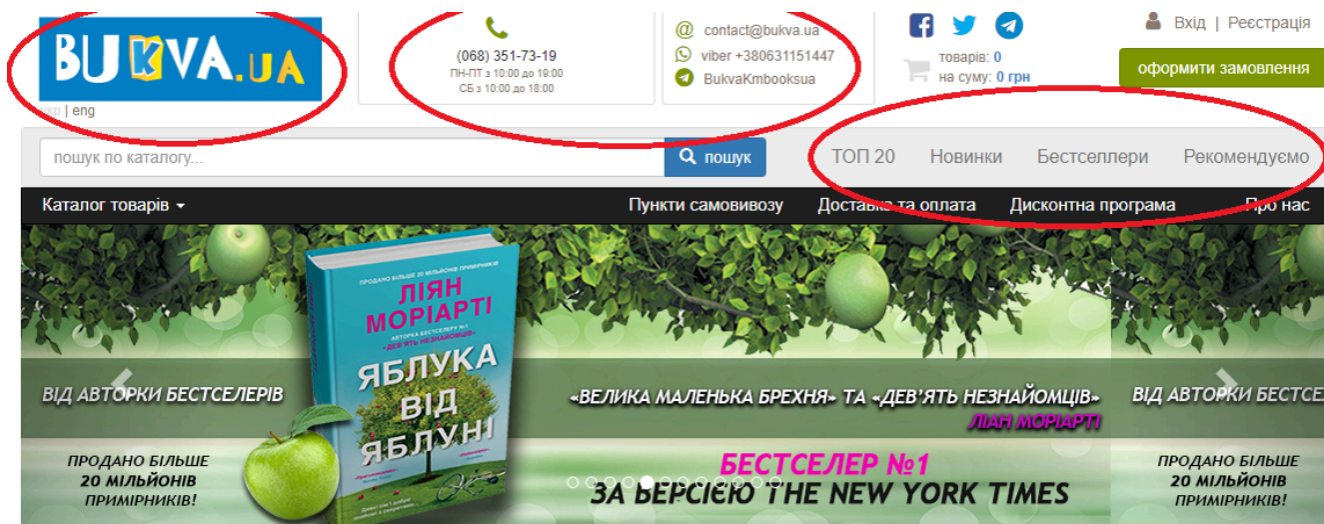 BUKVA.UA
укр | eng
(068) 351-73-19
ПН-ПТ з 10:00 до 19:00
СБ з 10:00 до 18:00
contact@bukva.ua
viber +380631151447
BukvaKmbooksua
товарів: 0
на суму: 0 грн
Вхід | Реєстрація
оформити замовлення
пошук по каталогу...
пошук
ТОП 20 Новинки Бестселлери Рекомендуємо
Каталог товарів
Пункти самовивозу Доставка та оплата Дисконтна програма Про нас
ПРОДАНО БІЛЬШЕ 20 МІЛЬЙОНІВ ПРИМІРНИКІВ
ЛІЯН
МОРІАРТІ
АВТОРКА БЕСТСЕЛЕРУ №1
«ДЕВ'ЯТЬ НЕЗНАЙОМЦІВ»
ЯБЛУКА
ВІД
ЯБЛУНІ
ВІД АВТОРКИ БЕСТСЕЛЕРІВ
«ВЕЛИКА МАЛЕНЬКА БРЕХНЯ» ТА «ДЕВ'ЯТЬ НЕЗНАЙОМЦІВ»
ЛІАН МОРІАРТІ
ВІД АВТОРКИ БЕСТСЕ
ПРОДАНО БІЛЬШЕ
20 МІЛЬЙОНІВ
ПРИМІРНИКІВ!
БЕСТСЕЛЕР №1
ЗА ВЕРСІЄЮ THE NEW YORK TIMES
ПРОДАНО БІЛЬШЕ
20 МІЛЬЙОНІВ
ПРИМІРНИКІВ!